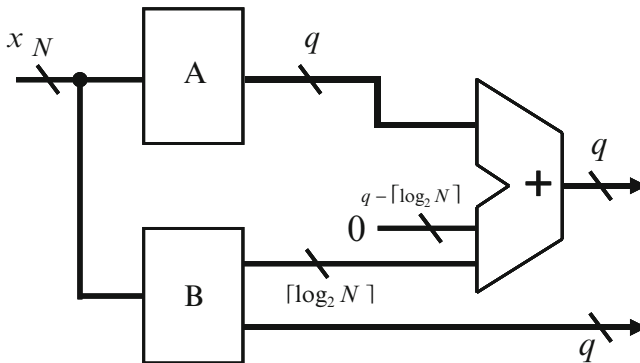 x N
A
q
q – ⌈log₂ N⌉
0
+
q
B
⌈log₂ N⌉
q